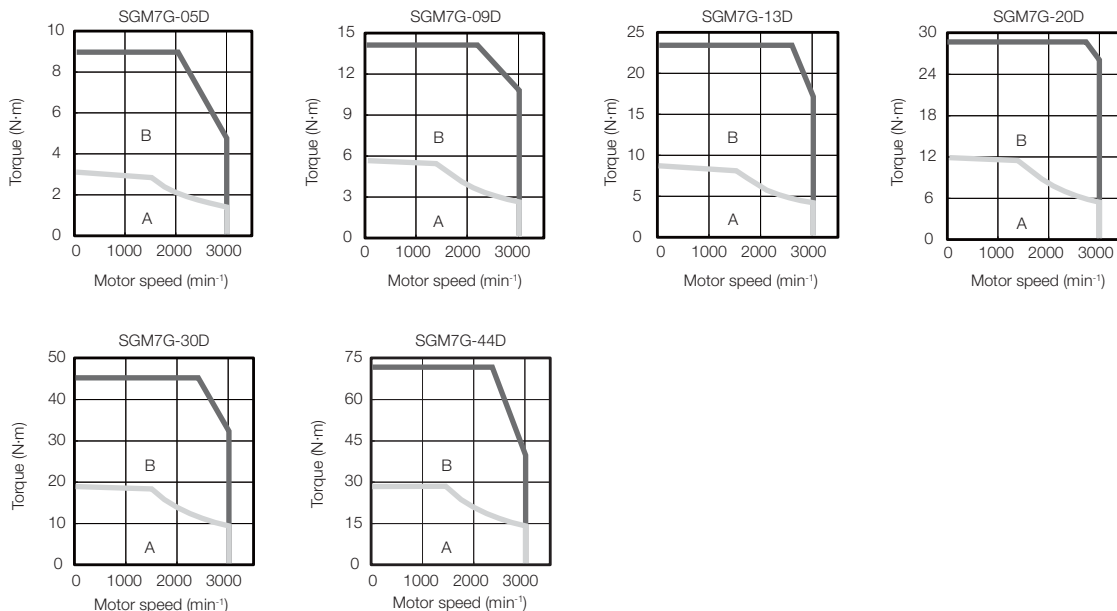 SGM7G-05D
10
8
6
4
2
0
Torque (N·m)
B
A
0 1000 2000 3000
Motor speed (min⁻¹)
SGM7G-09D
15
12
9
6
3
0
Torque (N·m)
B
A
0 1000 2000 3000
Motor speed (min⁻¹)
SGM7G-13D
25
20
15
10
5
0
Torque (N·m)
B
A
0 1000 2000 3000
Motor speed (min⁻¹)
SGM7G-20D
30
24
18
12
6
0
Torque (N·m)
B
A
0 1000 2000 3000
Motor speed (min⁻¹)
SGM7G-30D
50
40
30
20
10
0
Torque (N·m)
B
A
0 1000 2000 3000
Motor speed (min⁻¹)
SGM7G-44D
75
60
45
30
15
0
Torque (N·m)
B
A
0 1000 2000 3000
Motor speed (min⁻¹)